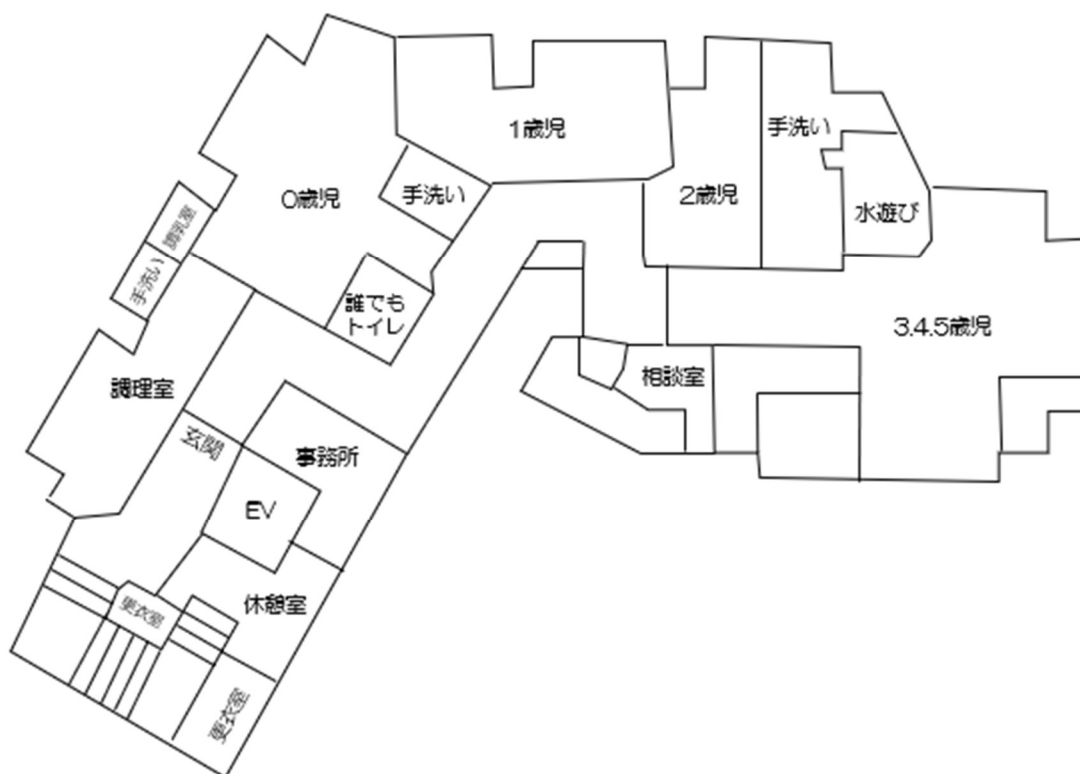 1歳児
手洗い
2歳児
0歳児
手洗い
水遊び
調乳室
手洗い
誰でも
トイレ
3.4.5歳児
調理室
相談室
玄関
事務所
EV
休憩室
更衣室
更衣室